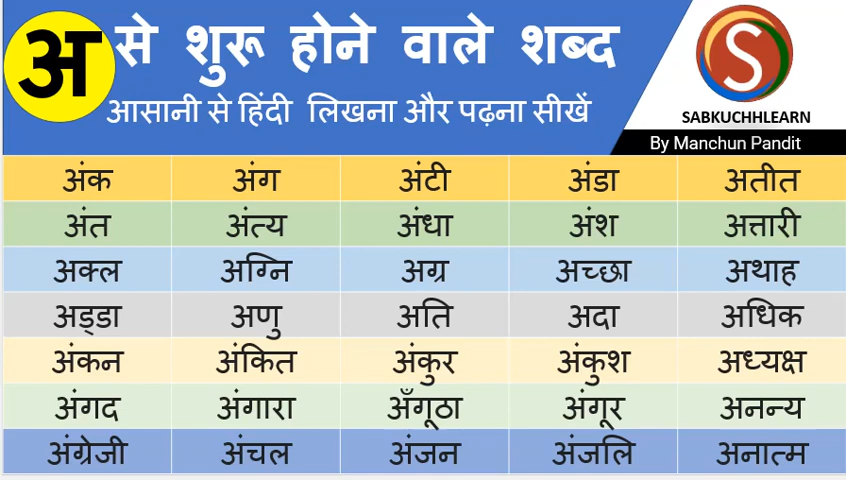 अ से शुरू होने वाले शब्द
आसानी से हिंदी लिखना और पढ़ना सीखें
S
SABKUCHHLEARN
By Manchun Pandit
अंक अंग अंटी अंडा अतीत
अंत अंत्य अंधा अंश अत्तारी
अक्ल अग्नि अग्र अच्छा अथाह
अड्डा अणु अति अदा अधिक
अंकन अंकित अंकुर अंकुश अध्यक्ष
अंगद अंगारा अँगूठा अंगूर अनन्य
अंग्रेजी अंचल अंजन अंजलि अनात्म